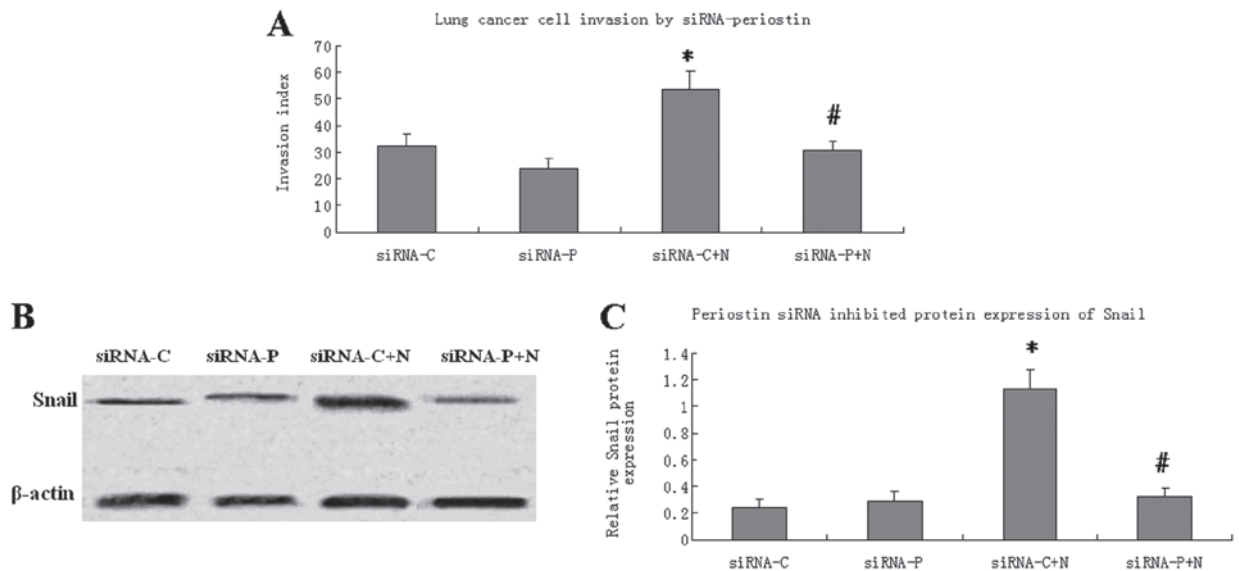 A
Lung cancer cell invasion by siRNA-periostin
Invasion index
70
60
50
40
30
20
10
0
*
#
siRNA-C siRNA-P siRNA-C+N siRNA-P+N
B
siRNA-C siRNA-P siRNA-C+N siRNA-P+N
Snail
β-actin
C
Periostin siRNA inhibited protein expression of Snail
Relative Snail protein
expression
1.4
1.2
1
0.8
0.6
0.4
0.2
0
*
#
siRNA-C siRNA-P siRNA-C+N siRNA-P+N